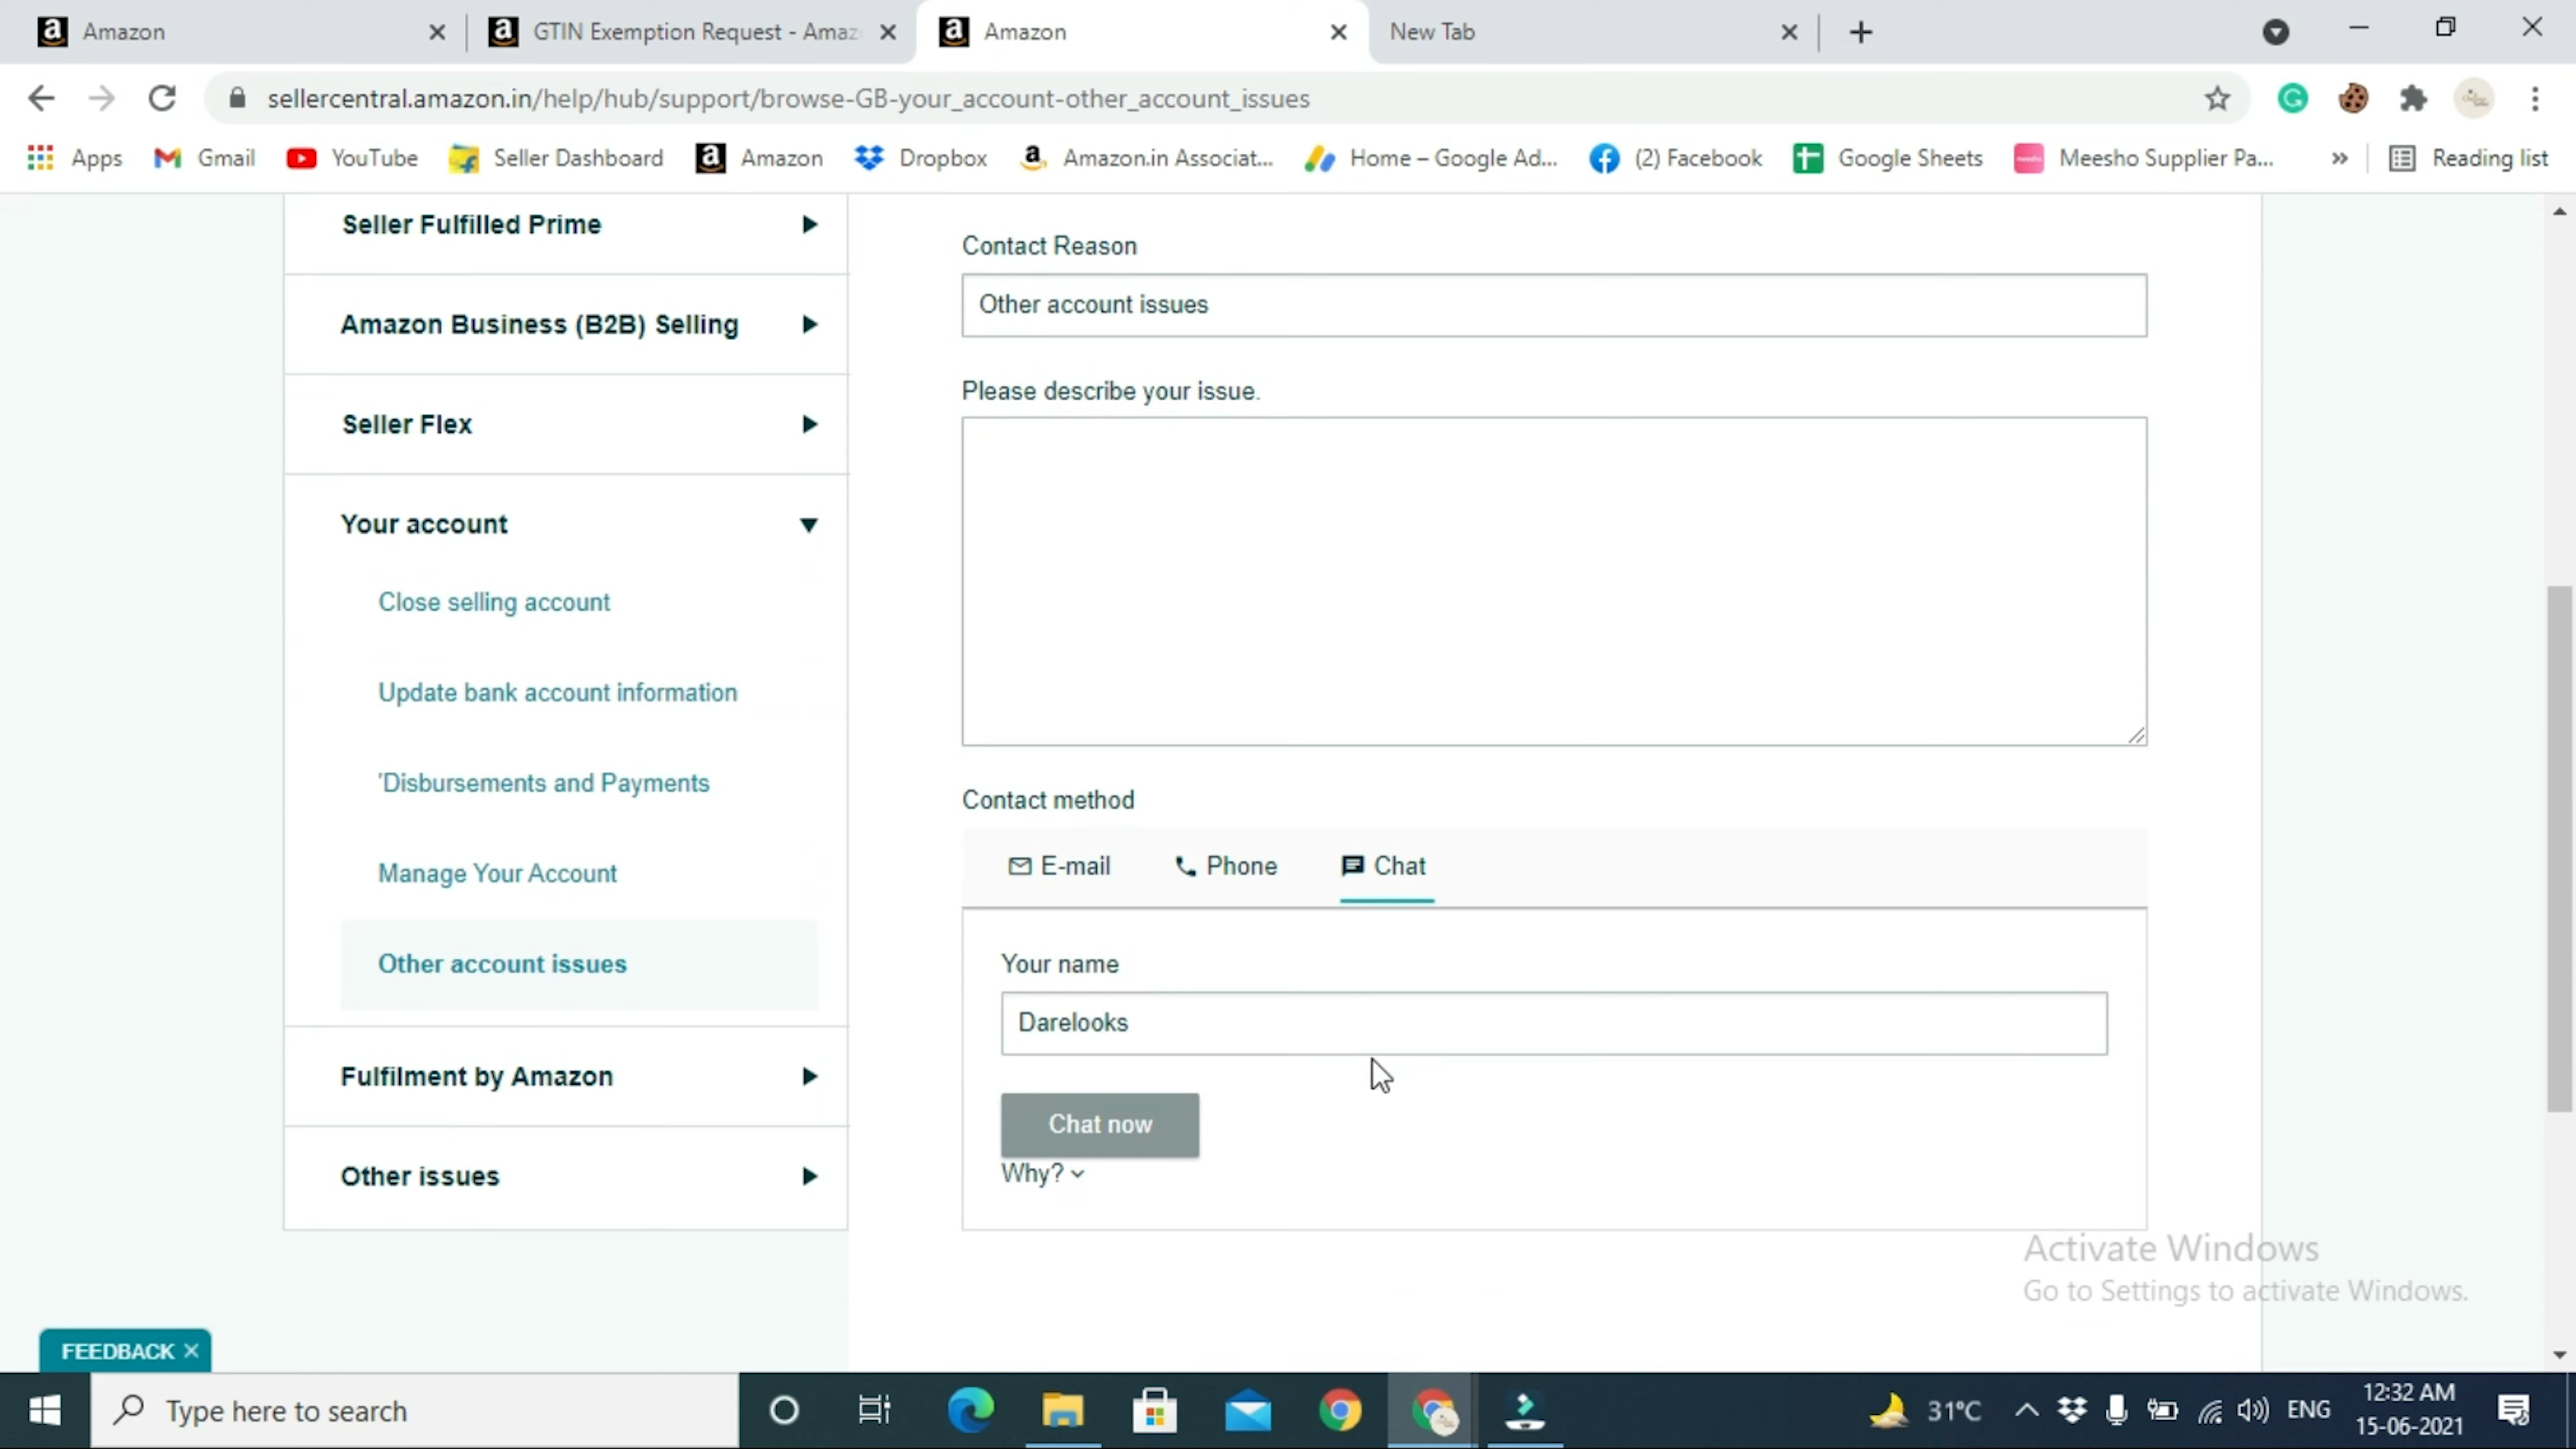 Amazon
GTIN Exemption Request - Amaz
Amazon
New Tab
sellercentral.amazon.in/help/hub/support/browse-GB-your_account-other_account_issues
Apps
Gmail
YouTube
Seller Dashboard
Amazon
Dropbox
Amazon.in Associat...
Home – Google Ad...
(2) Facebook
Google Sheets
Meesho Supplier Pa...
»
Reading list
Seller Fulfilled Prime
Amazon Business (B2B) Selling
Seller Flex
Your account
Close selling account
Update bank account information
'Disbursements and Payments
Manage Your Account
Other account issues
Fulfilment by Amazon
Other issues
Contact Reason
Other account issues
Please describe your issue.
Contact method
E-mail
Phone
Chat
Your name
Darelooks
Chat now
Why?
Activate Windows
Go to Settings to activate Windows.
FEEDBACK ×
Type here to search
31°C
ENG
12:32 AM
15-06-2021